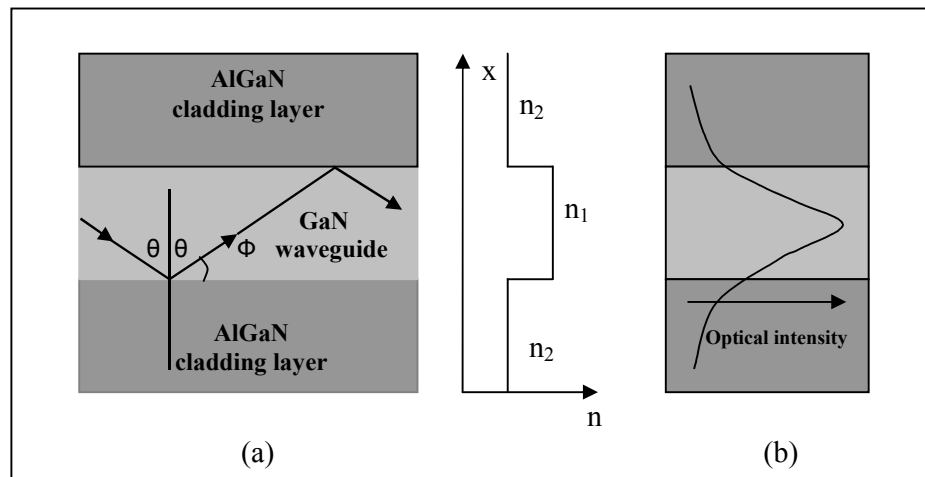 AlGaN
cladding layer
θ θ
Φ
GaN
waveguide
AlGaN
cladding layer
(a)
x
n2
n1
n2
n
Optical intensity
(b)